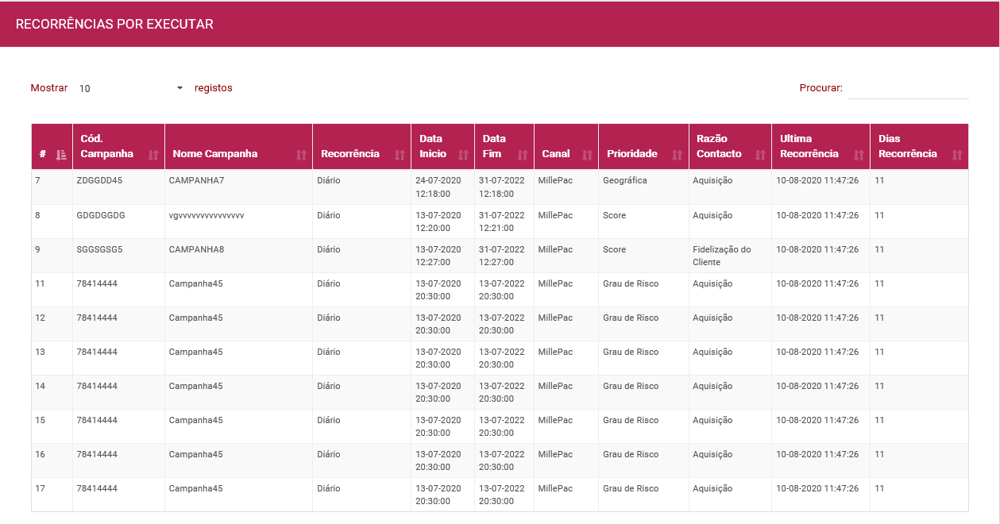 RECORRÊNCIAS POR EXECUTAR
Mostrar 10 registos Procurar:
# Cód. Campanha Nome Campanha Recorrência Data Inicio Data Fim Canal Prioridade Razão Contacto Ultima Recorrência Dias Recorrência
7 ZDGGDD45 CAMPANHA7 Diário 24-07-2020 12:18:00 31-07-2022 12:18:00 MillePac Geográfica Aquisição 10-08-2020 11:47:26 11
8 GDGDGGDG vgvvvvvvvvvvvvvvv Diário 13-07-2020 12:20:00 31-07-2022 12:21:00 MillePac Score Aquisição 10-08-2020 11:47:26 11
9 SGGSGSG5 CAMPANHA8 Diário 13-07-2020 12:27:00 31-07-2022 12:27:00 MillePac Score Fidelização do Cliente 10-08-2020 11:47:26 11
11 78414444 Campanha45 Diário 13-07-2020 20:30:00 13-07-2022 20:30:00 MillePac Grau de Risco Aquisição 10-08-2020 11:47:26 11
12 78414444 Campanha45 Diário 13-07-2020 20:30:00 13-07-2022 20:30:00 MillePac Grau de Risco Aquisição 10-08-2020 11:47:26 11
13 78414444 Campanha45 Diário 13-07-2020 20:30:00 13-07-2022 20:30:00 MillePac Grau de Risco Aquisição 10-08-2020 11:47:26 11
14 78414444 Campanha45 Diário 13-07-2020 20:30:00 13-07-2022 20:30:00 MillePac Grau de Risco Aquisição 10-08-2020 11:47:26 11
15 78414444 Campanha45 Diário 13-07-2020 20:30:00 13-07-2022 20:30:00 MillePac Grau de Risco Aquisição 10-08-2020 11:47:26 11
16 78414444 Campanha45 Diário 13-07-2020 20:30:00 13-07-2022 20:30:00 MillePac Grau de Risco Aquisição 10-08-2020 11:47:26 11
17 78414444 Campanha45 Diário 13-07-2020 20:30:00 13-07-2022 20:30:00 MillePac Grau de Risco Aquisição 10-08-2020 11:47:26 11